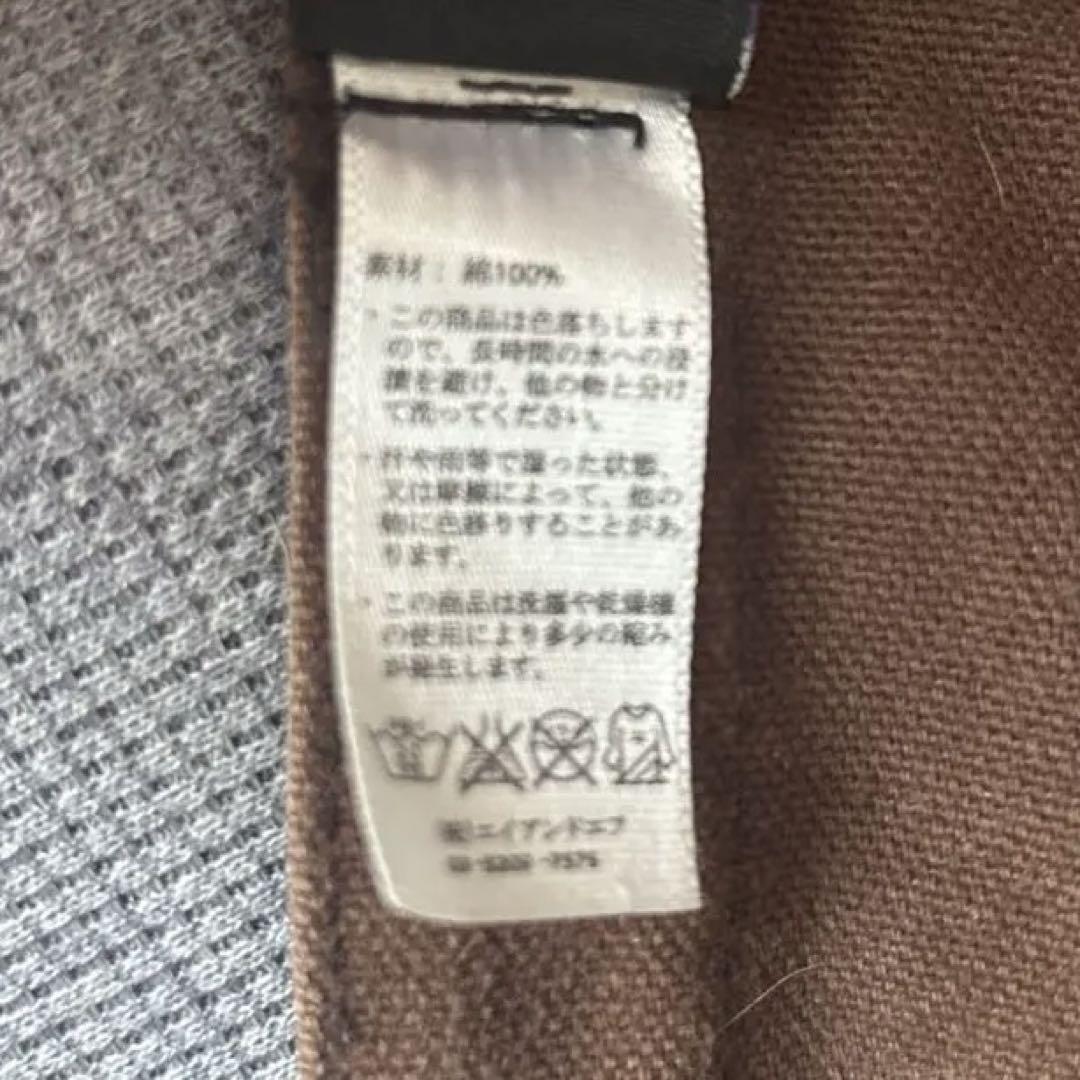 素材： 綿100%
・この商品は色落ちします
ので、長時間の水への浸
漬を避け、他の物と分け
て洗ってください。
・汗や雨等で湿った状態、
又は摩擦によって、他の
物に色移りすることがあ
ります。
・この商品は洗濯や乾燥機
の使用により多少の縮み
が発生します。
㈱エイアンドエフ